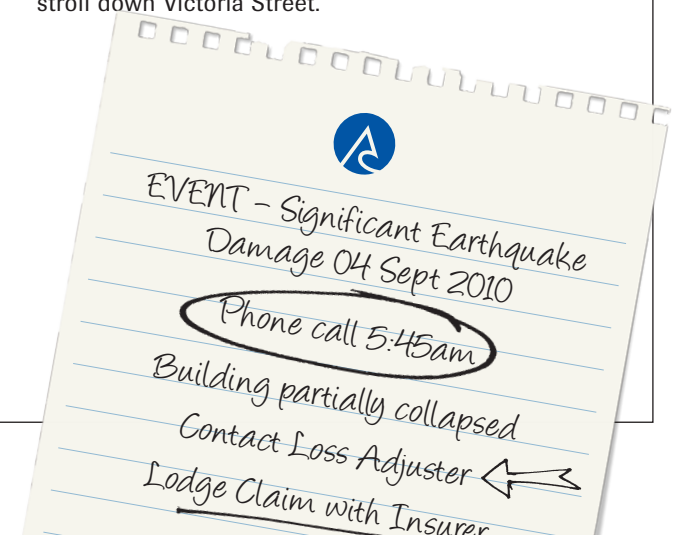 stroll down Victoria Street.
EVENT – Significant Earthquake
Damage 04 Sept 2010
Phone call 5:45am
Building partially collapsed
Contact Loss Adjuster
Lodge Claim with Insurer